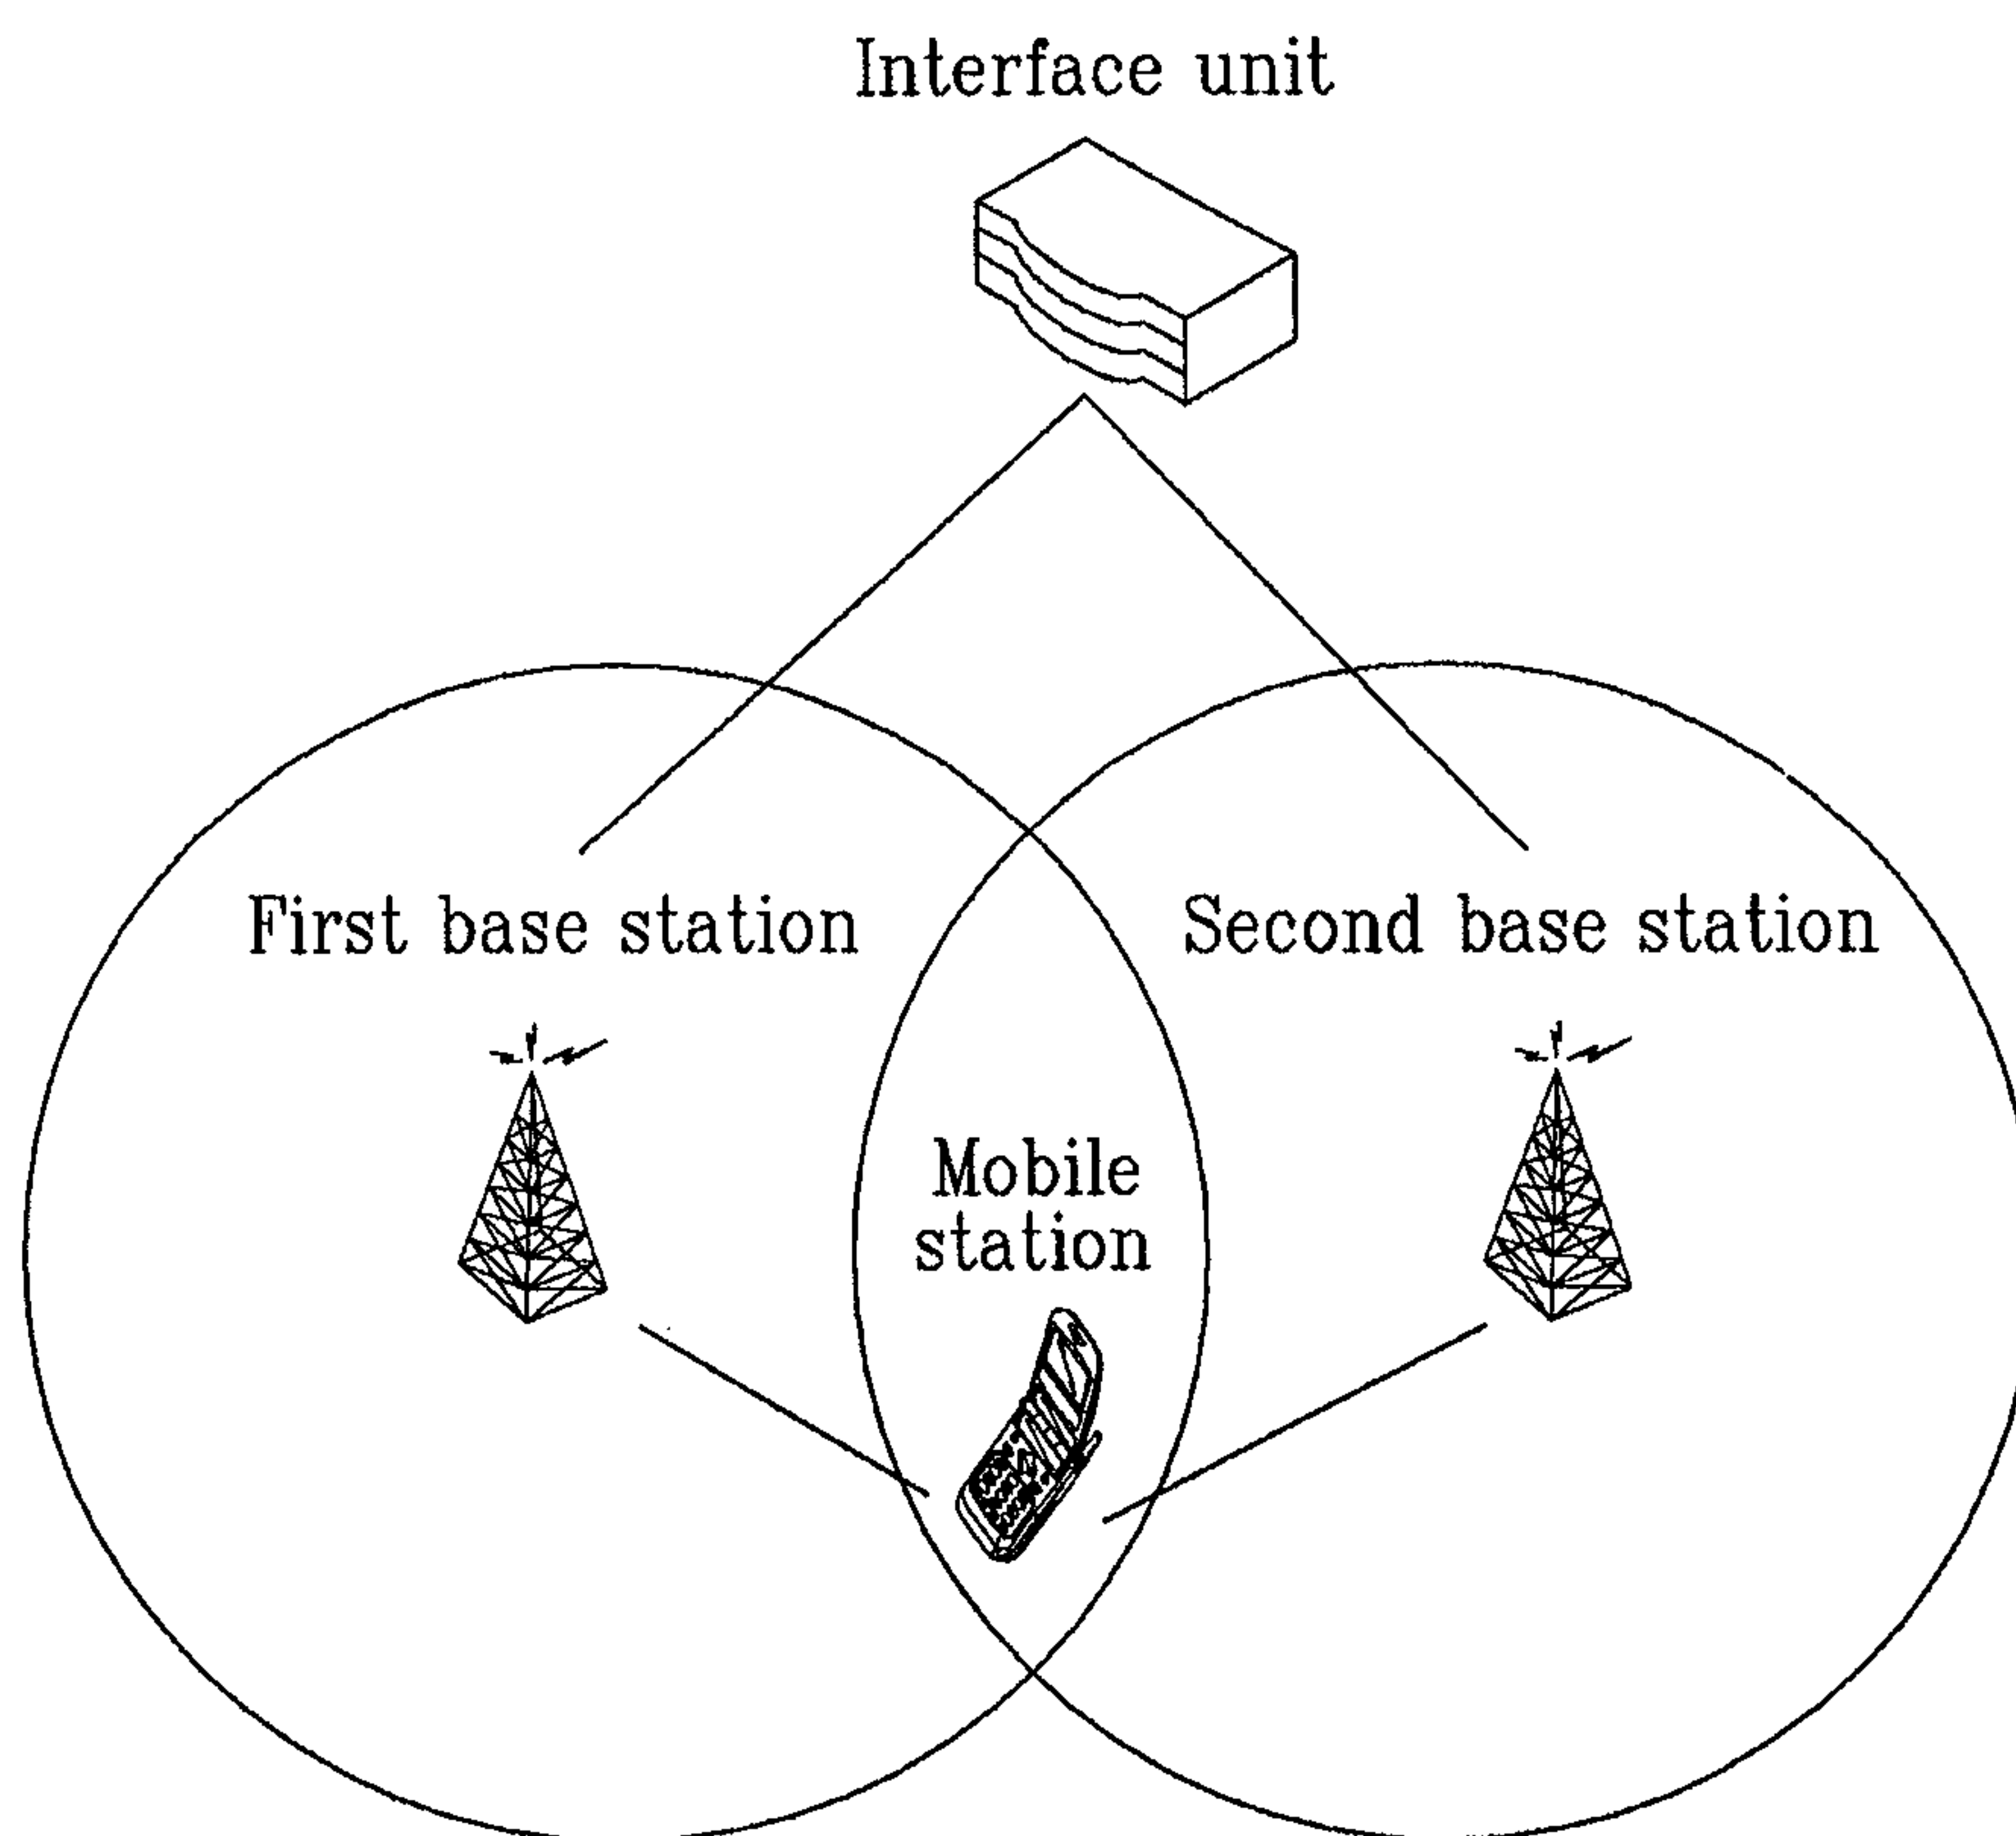 Interface unit
First base station
Second base station
Mobile
station